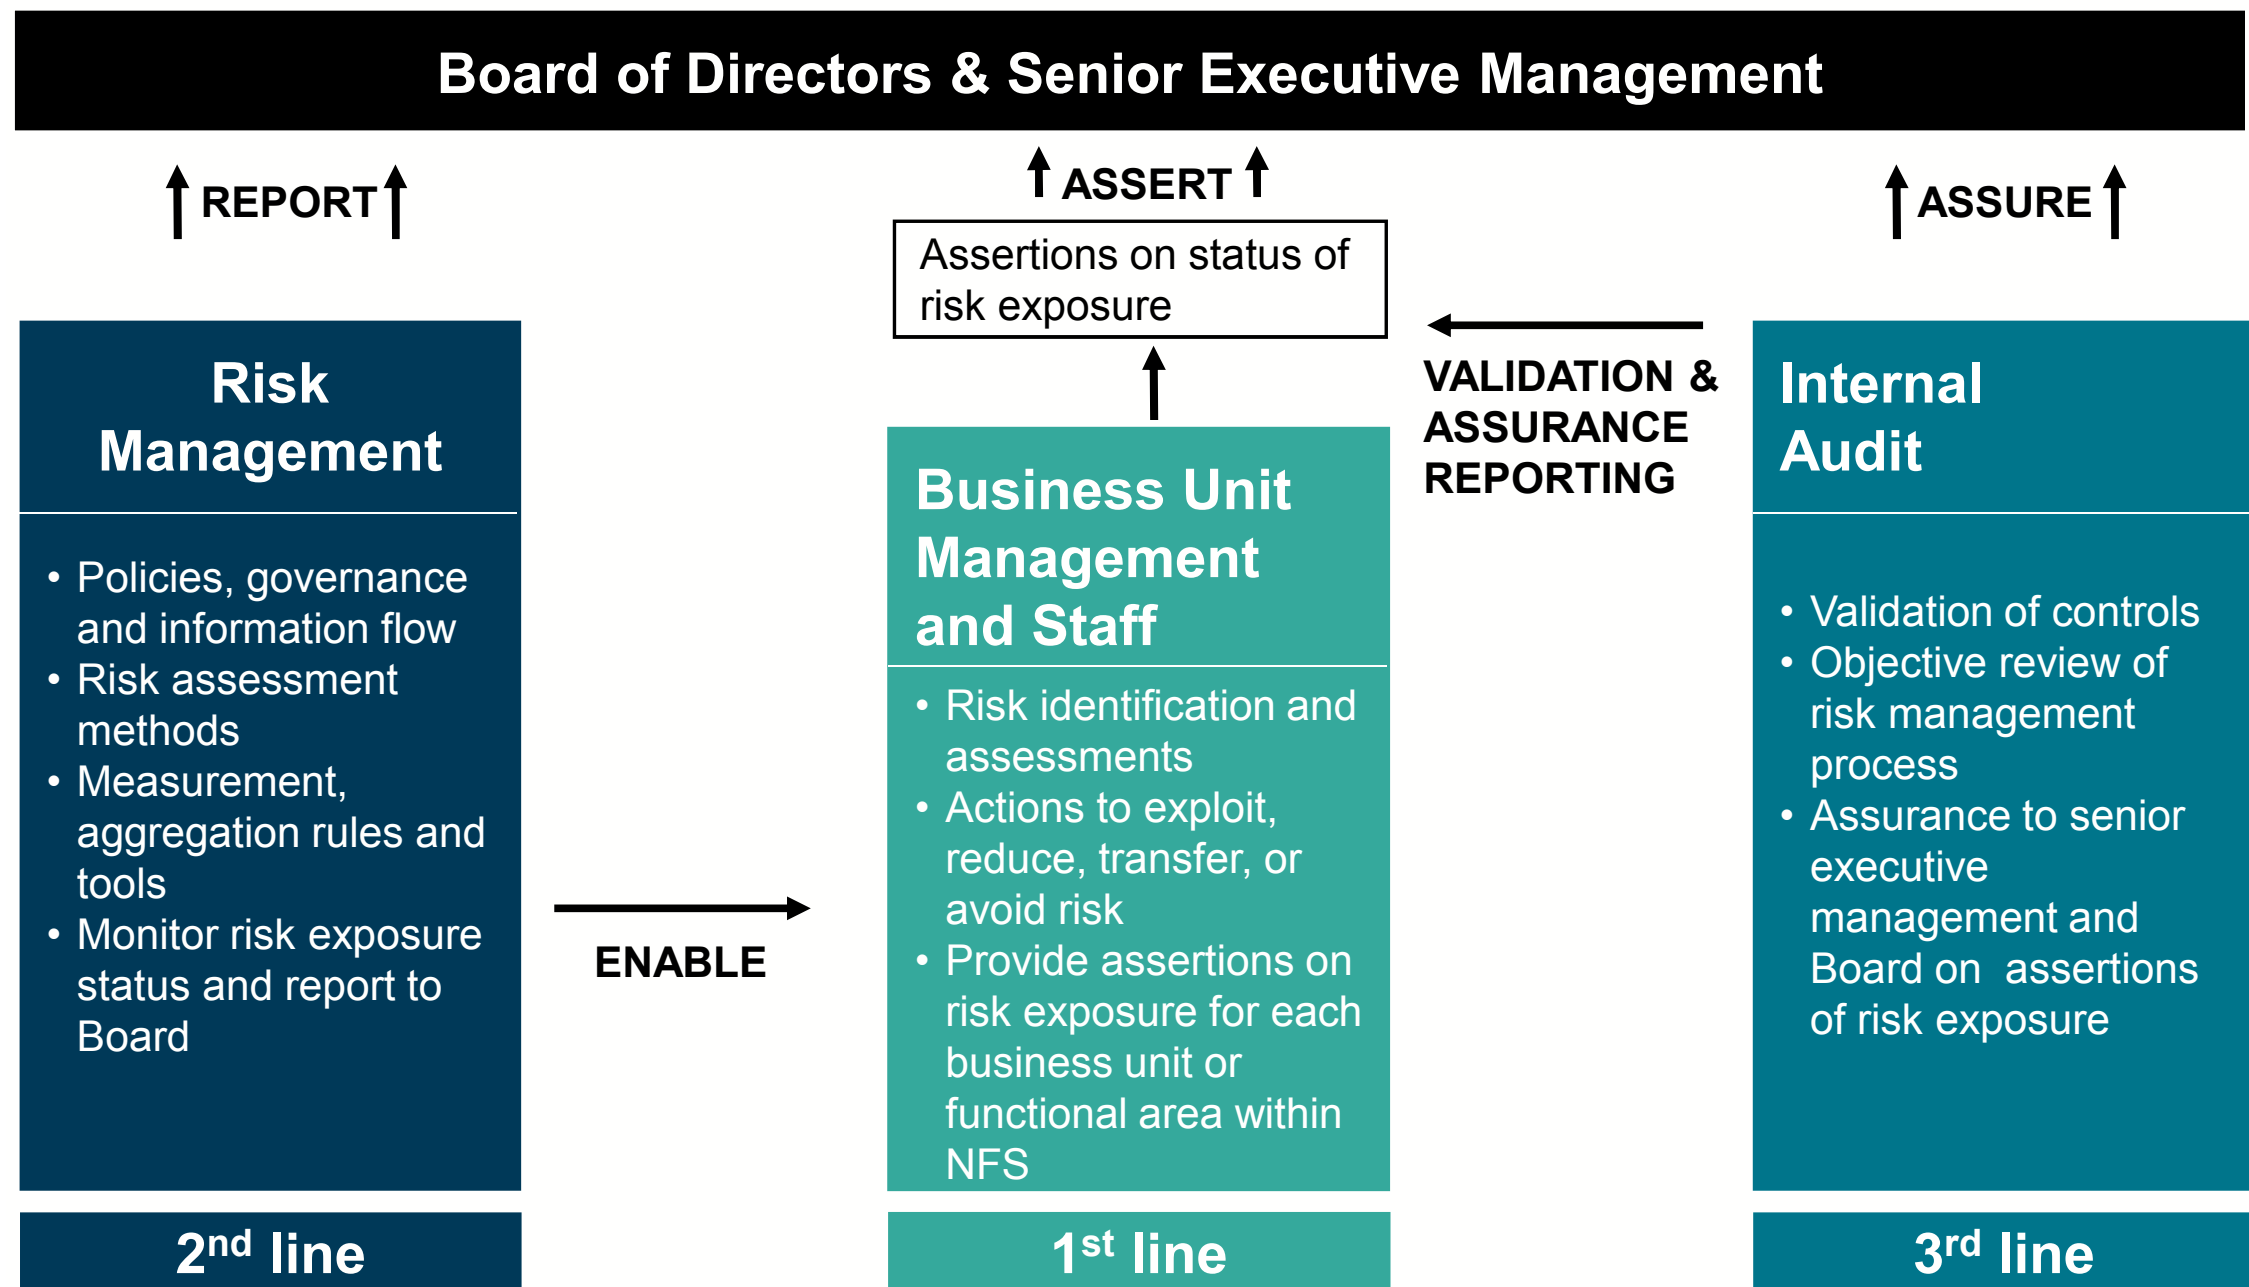 Board of Directors & Senior Executive Management
REPORT
ASSERT
ASSURE
Assertions on status of
risk exposure
VALIDATION &
ASSURANCE
REPORTING
Risk
Management
• Policies, governance
and information flow
• Risk assessment
methods
• Measurement,
aggregation rules and
tools
• Monitor risk exposure
status and report to
Board
2nd line
ENABLE
Business Unit
Management
and Staff
• Risk identification and
assessments
• Actions to exploit,
reduce, transfer, or
avoid risk
• Provide assertions on
risk exposure for each
business unit or
functional area within
NFS
1st line
Internal
Audit
• Validation of controls
• Objective review of
risk management
process
• Assurance to senior
executive
management and
Board on  assertions
of risk exposure
3rd line